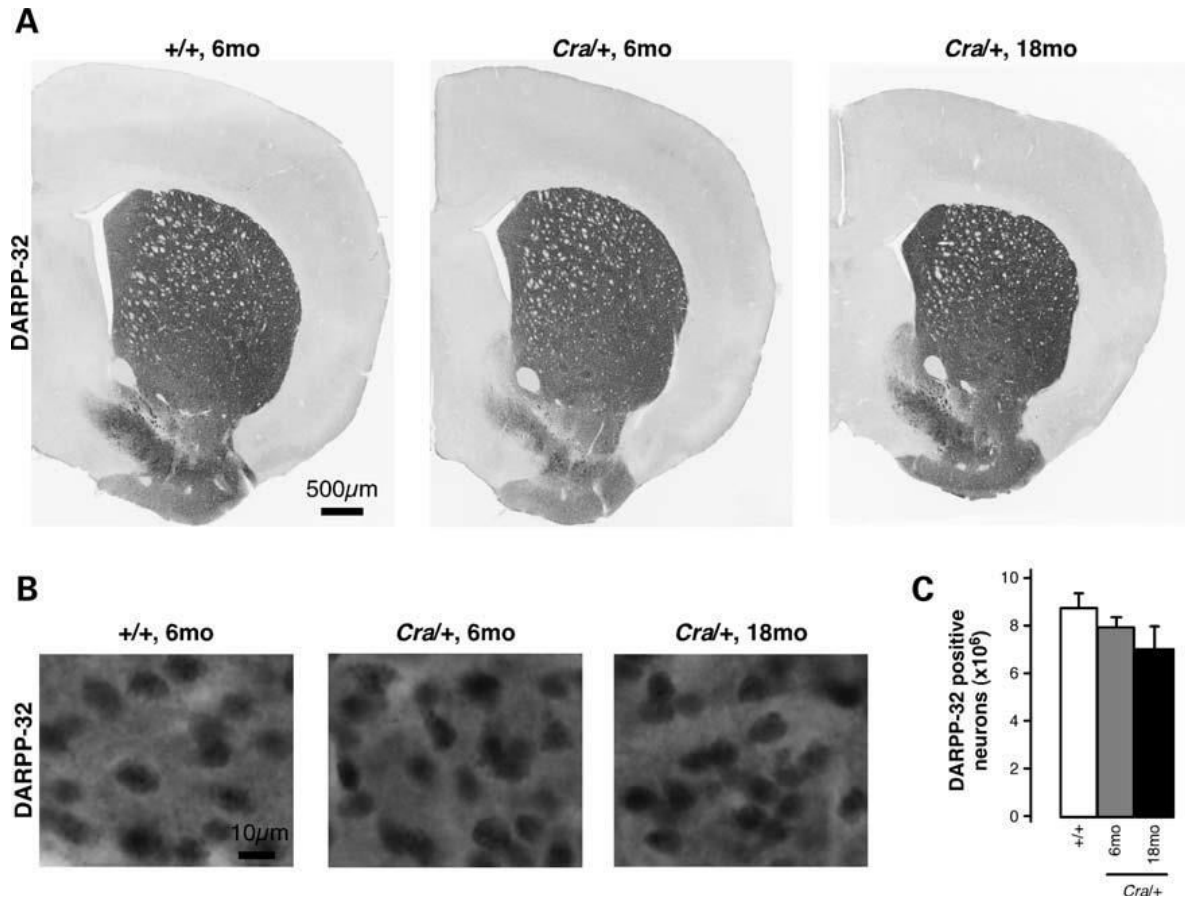 A
+/+, 6mo
Cra/+, 6mo
Cra/+, 18mo
DARPP-32
500µm
B
+/+, 6mo
Cra/+, 6mo
Cra/+, 18mo
DARPP-32
10µm
C
DARPP-32 positive
neurons (x10⁶)
10
8
6
4
2
0
+/+
6mo
18mo
Cra/+